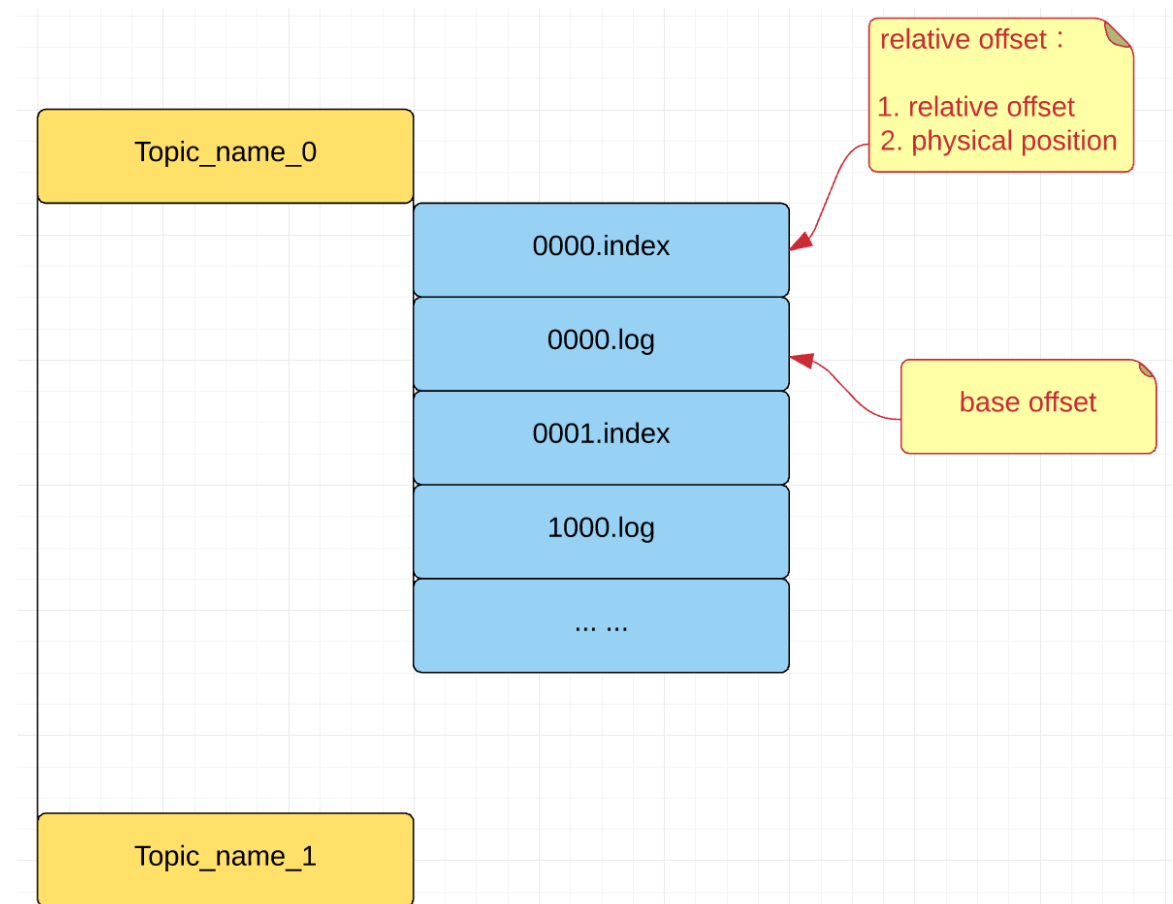 relative offset：
1. relative offset
2. physical position
Topic_name_0
0000.index
0000.log
base offset
0001.index
1000.log
... ...
Topic_name_1